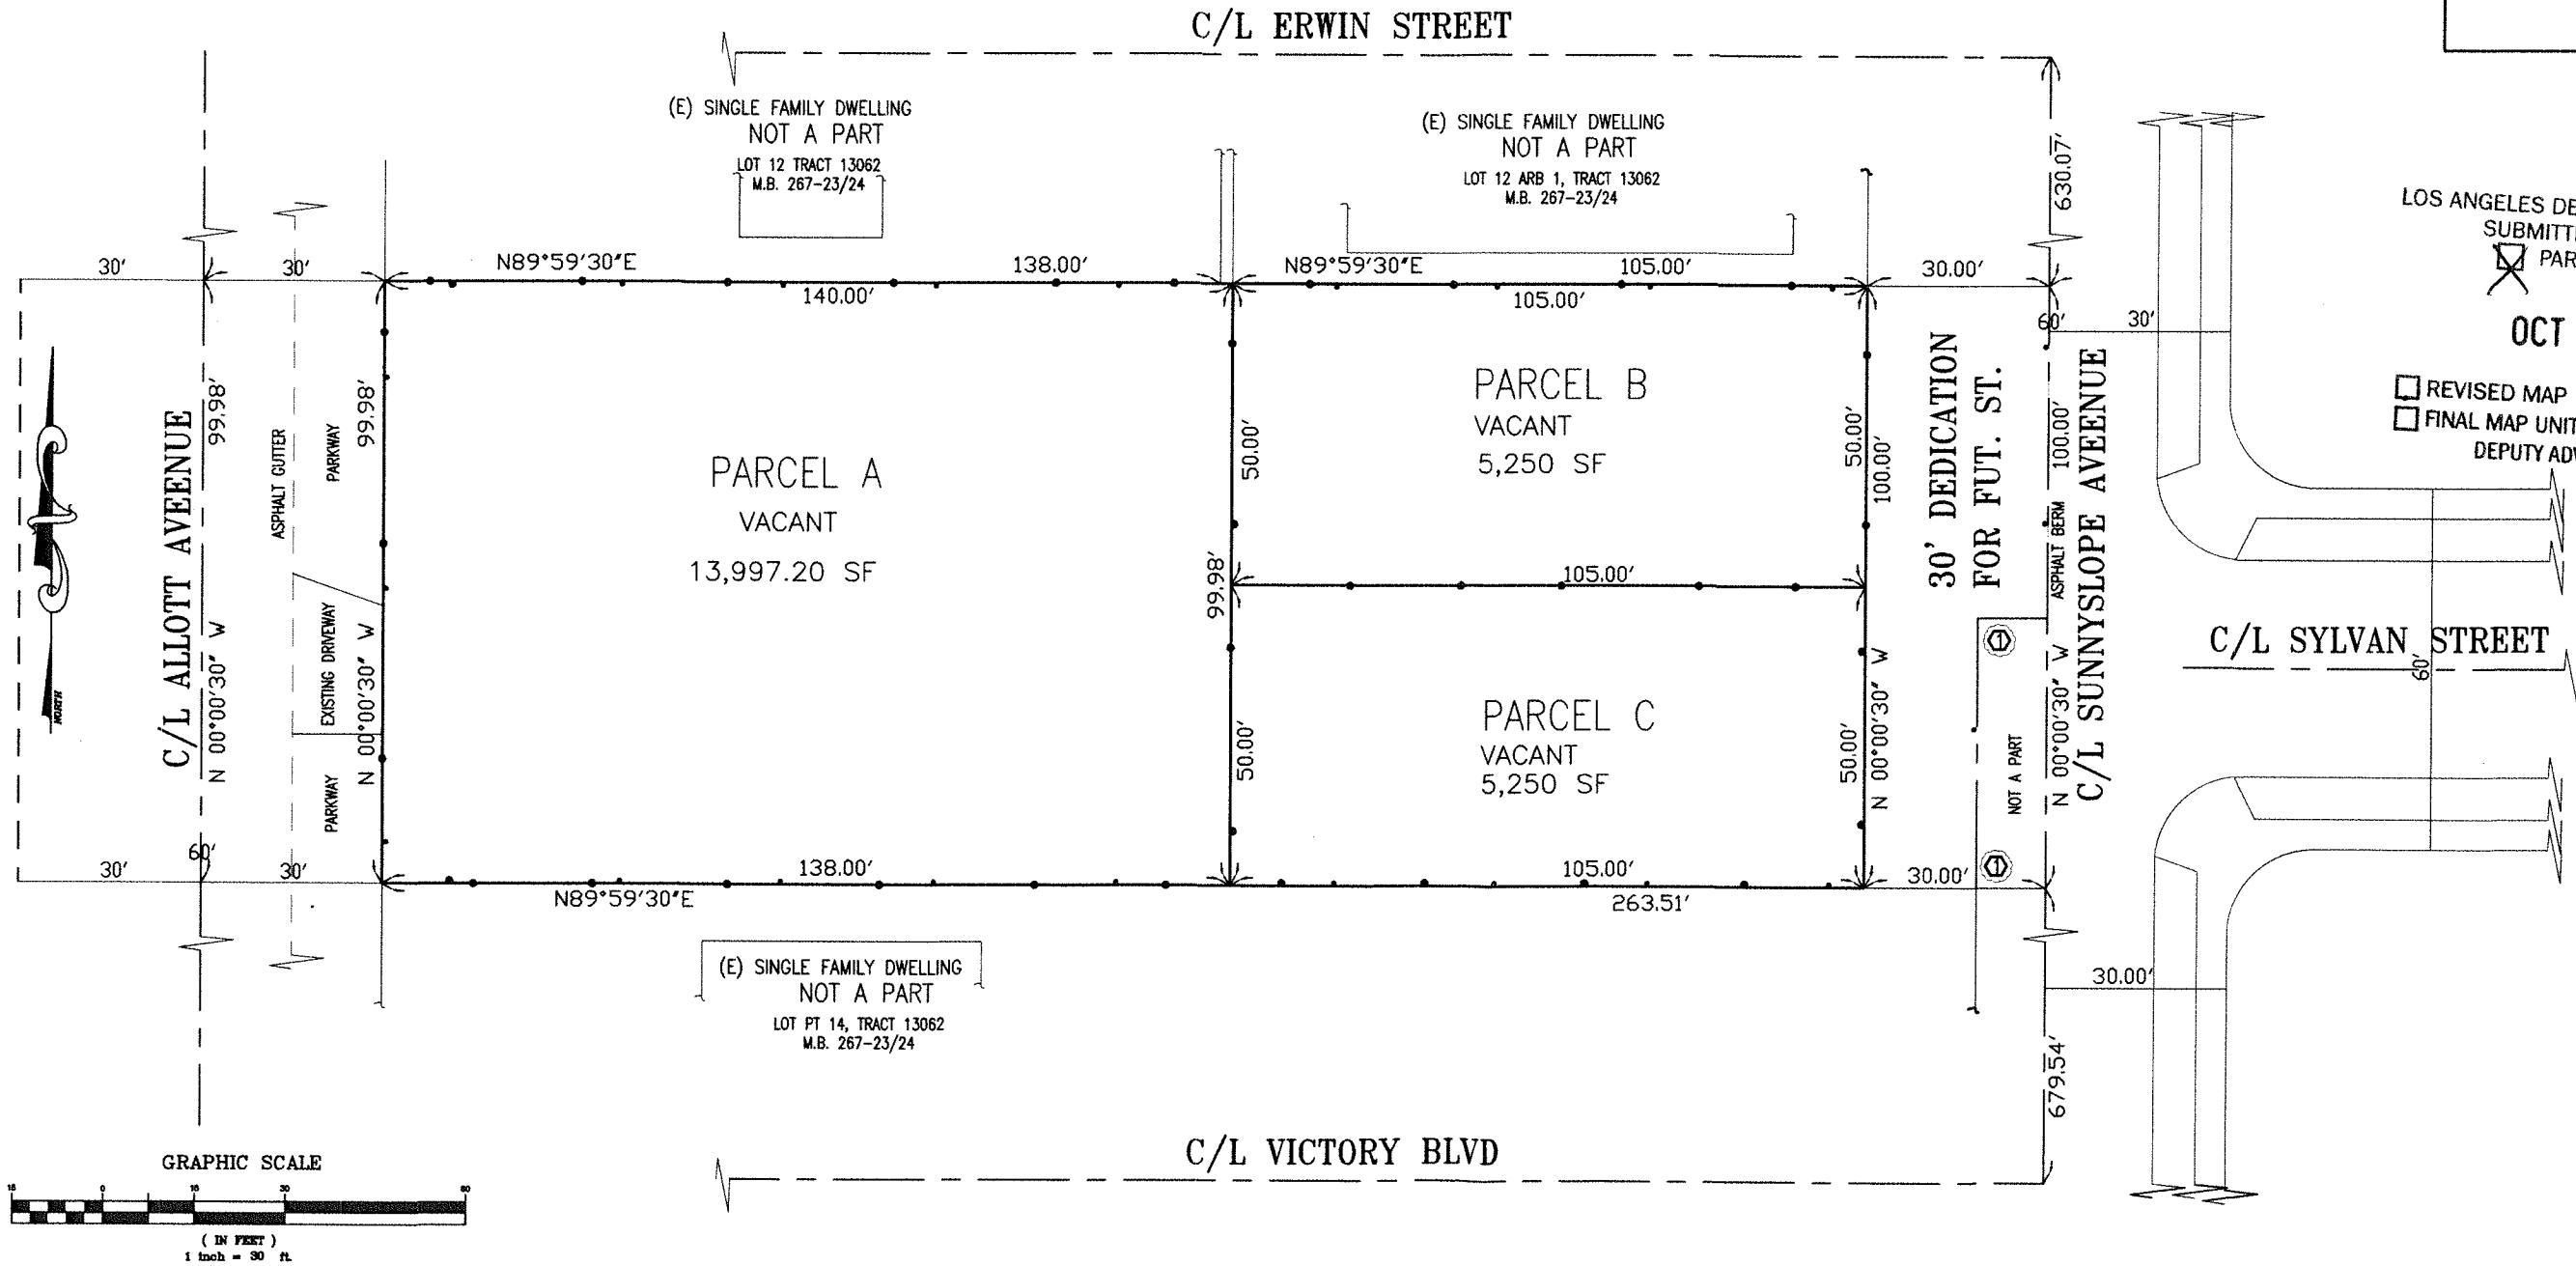 C/L ERWIN STREET
(E) SINGLE FAMILY DWELLING
NOT A PART
LOT 12 TRACT 13062
M.B. 267-23/24
(E) SINGLE FAMILY DWELLING
NOT A PART
LOT 12 ARB 1, TRACT 13062
M.B. 267-23/24
630.07'
LOS ANGELES DE
SUBMITT
PAR
OCT
REVISED MAP
FINAL MAP UNIT
DEPUTY ADV
30'
30'
N89°59'30"E
138.00'
140.00'
N89°59'30"E
105.00'
105.00'
30.00'
60'
30'
C/L ALLOTT AVEENUE
99.98'
N 00°00'30" W
ASPHALT GUTTER
PARKWAY
EXISTING DRIVEWAY
PARKWAY
99.98'
N 00°00'30" W
PARCEL A
VACANT
13,997.20 SF
50.00'
99.98'
50.00'
PARCEL B
VACANT
5,250 SF
105.00'
PARCEL C
VACANT
5,250 SF
50.00'
100.00'
50.00'
N 00°00'30" W
30' DEDICATION
FOR FUT. ST.
1
NOT A PART
1
ASPHALT BERM
100.00'
N 00°00'30" W
C/L SUNNYSLOPE AVEENUE
C/L SYLVAN STREET
60'
NORTH
30'
60'
30'
138.00'
N89°59'30"E
105.00'
263.51'
30.00'
30.00'
(E) SINGLE FAMILY DWELLING
NOT A PART
LOT PT 14, TRACT 13062
M.B. 267-23/24
679.54'
C/L VICTORY BLVD
GRAPHIC SCALE
15 0 15 30 60
( IN FEET )
1 inch = 30 ft.